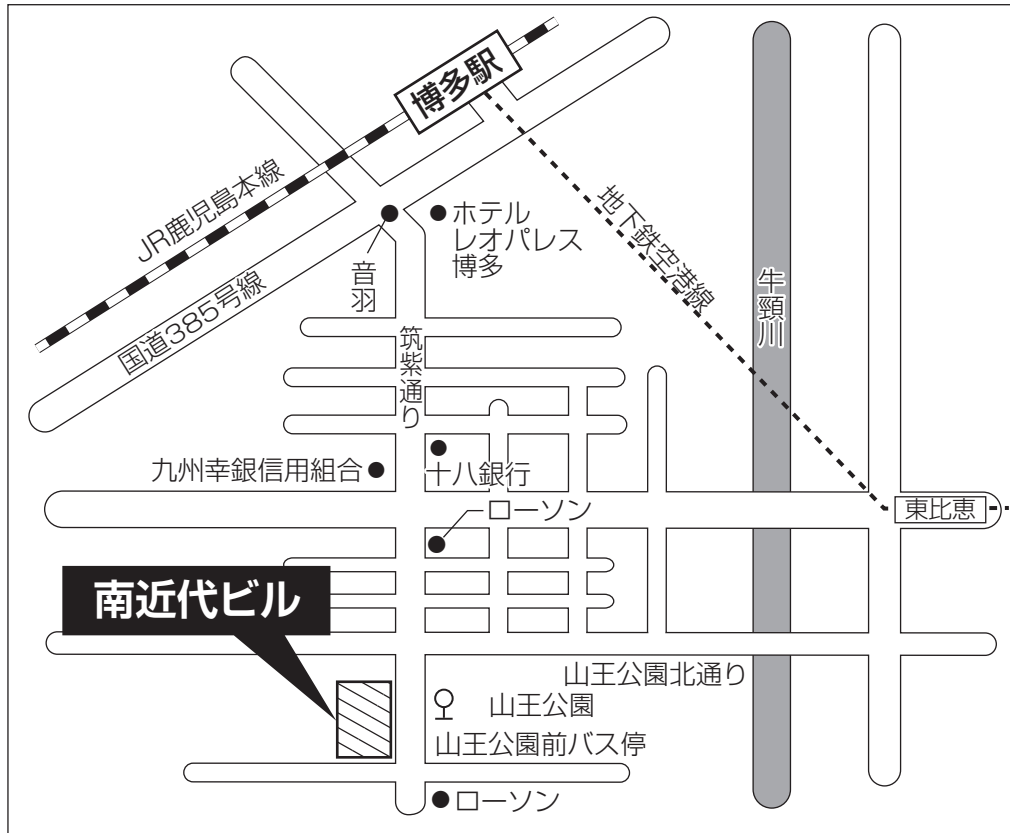 博多駅
JR鹿児島本線
国道385号線
音羽
ホテル
レオパレス
博多
地下鉄空港線
牛頸川
筑紫通り
九州幸銀信用組合
十八銀行
ローソン
東比恵
南近代ビル
山王公園北通り
山王公園
山王公園前バス停
ローソン